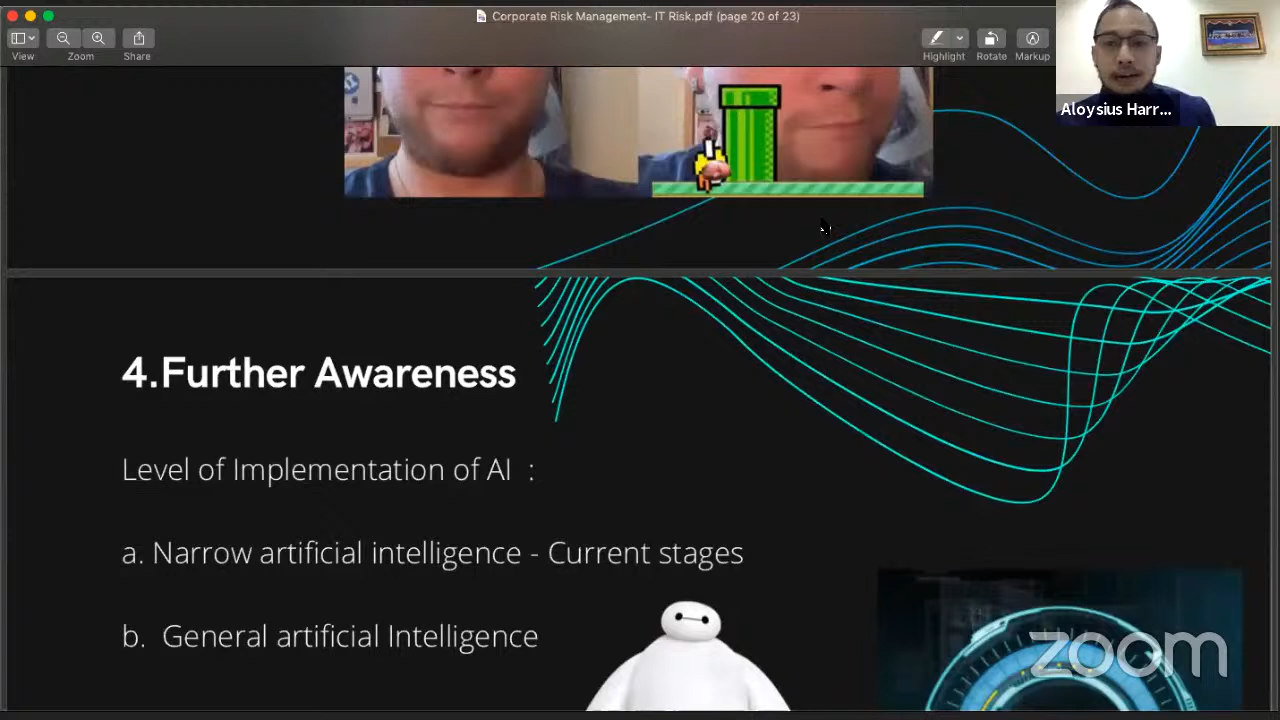 Corporate Risk Management- IT Risk.pdf (page 20 of 23)
View
Zoom
Share
Highlight
Rotate
Markup
Aloysius Harr...
4.Further Awareness
Level of Implementation of AI :
a. Narrow artificial intelligence - Current stages
b. General artificial Intelligence
zoom